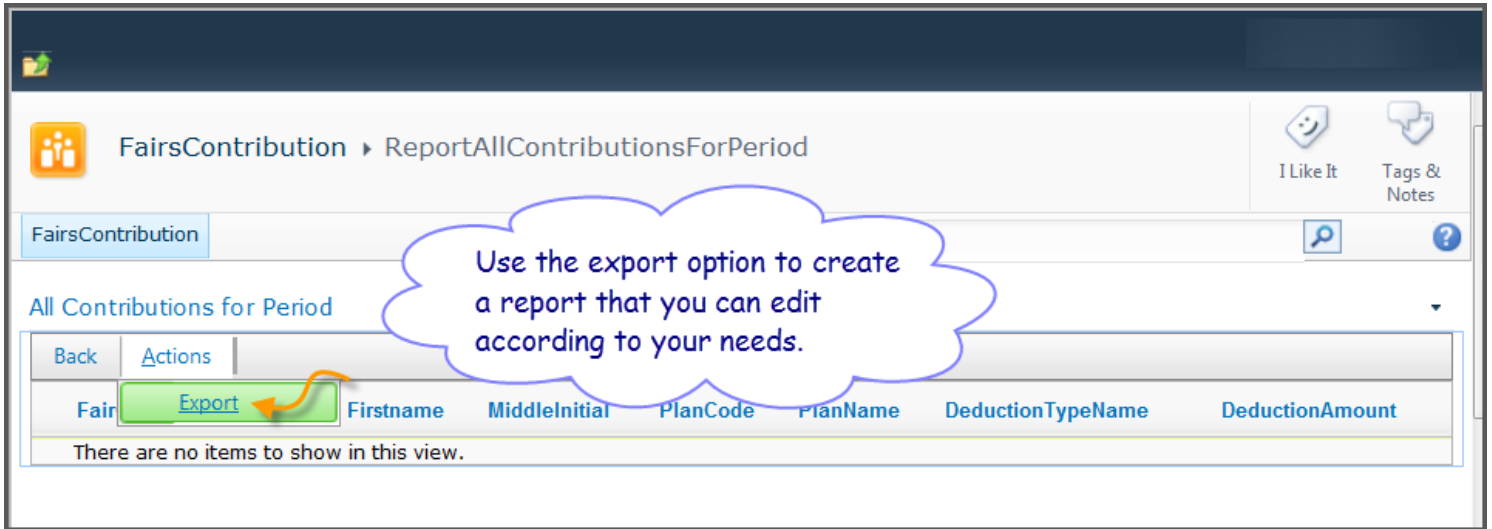 FairsContribution ▸ ReportAllContributionsForPeriod
I Like It
Tags &
Notes
FairsContribution
Use the export option to create
a report that you can edit
according to your needs.
All Contributions for Period
Back Actions
Export
Fair Firstname MiddleInitial PlanCode PlanName DeductionTypeName DeductionAmount
There are no items to show in this view.